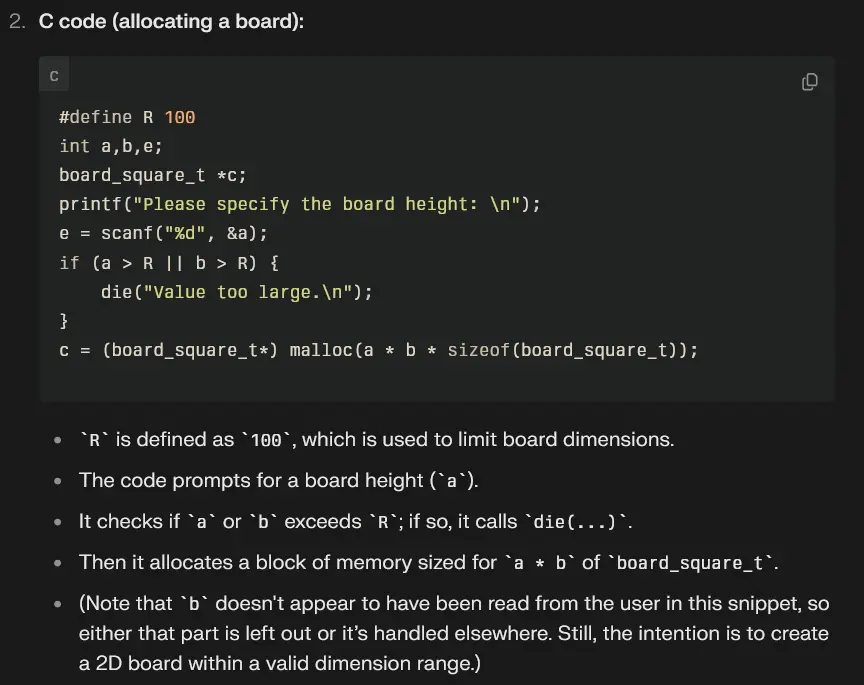 2. C code (allocating a board):
C
#define R 100
int a,b,e;
board_square_t *c;
printf("Please specify the board height: \n");
e = scanf("%d", &a);
if (a > R || b > R) {
    die("Value too large.\n");
}
c = (board_square_t*) malloc(a * b * sizeof(board_square_t));
• `R` is defined as `100`, which is used to limit board dimensions.
• The code prompts for a board height (`a`).
• It checks if `a` or `b` exceeds `R`; if so, it calls `die(...)`.
• Then it allocates a block of memory sized for `a * b` of `board_square_t`.
• (Note that `b` doesn't appear to have been read from the user in this snippet, so
either that part is left out or it’s handled elsewhere. Still, the intention is to create
a 2D board within a valid dimension range.)